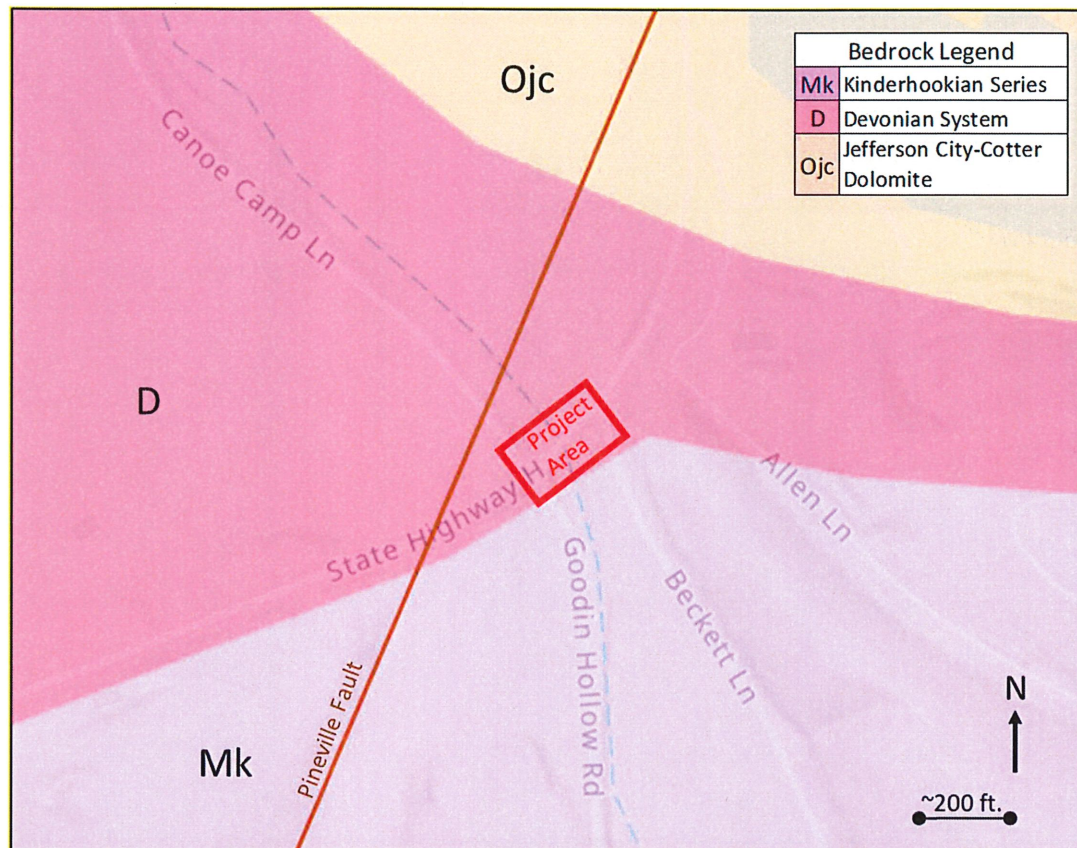 Ojc
Bedrock Legend
Mk Kinderhookian Series
D Devonian System
Ojc Jefferson City-Cotter
Dolomite
Canoe Camp Ln
D
Project
Area
State Highway H
Allen Ln
Goodin Hollow Rd
Beckett Ln
Pineville Fault
Mk
N
~200 ft.